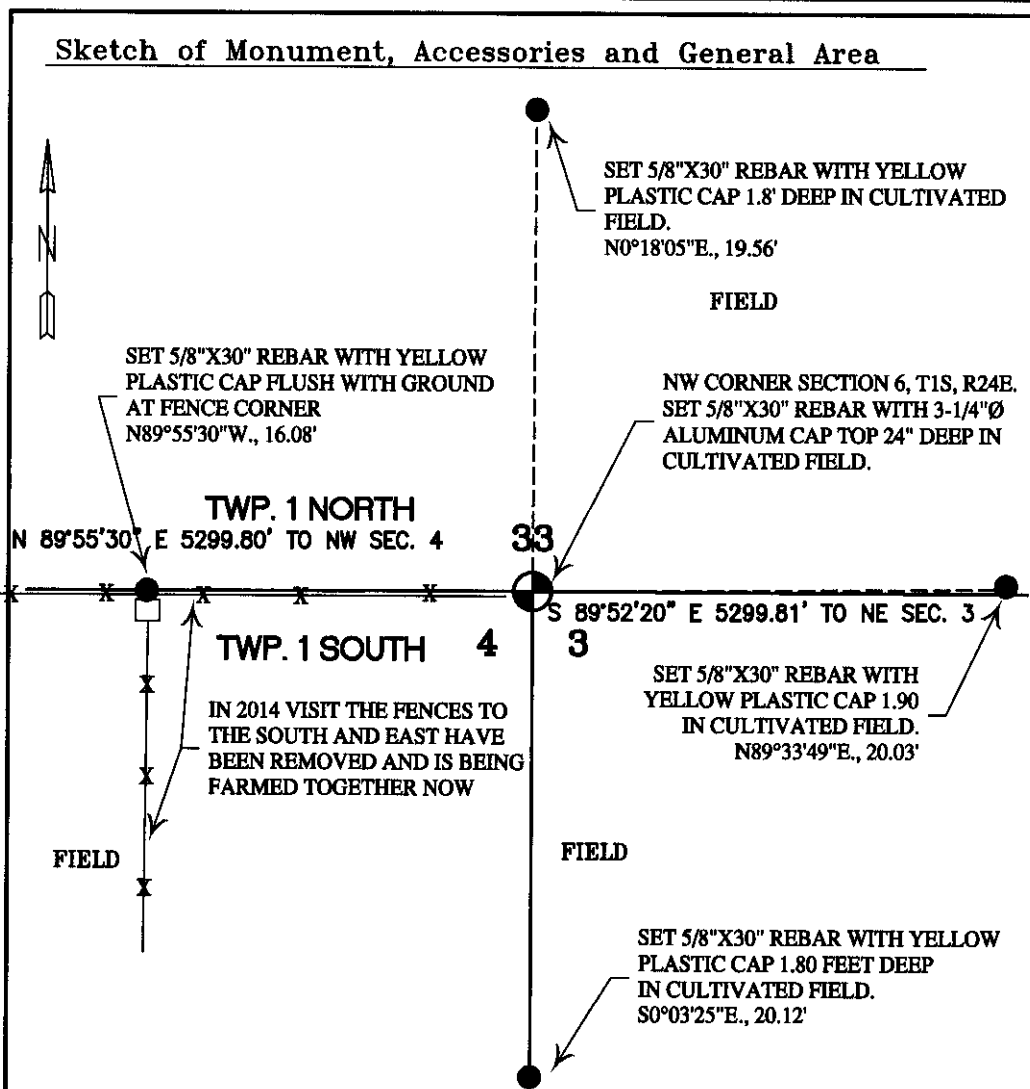 Sketch of Monument, Accessories and General Area
SET 5/8"X30" REBAR WITH YELLOW
PLASTIC CAP 1.8' DEEP IN CULTIVATED
FIELD.
N0°18'05"E., 19.56'
N
FIELD
SET 5/8"X30" REBAR WITH YELLOW
PLASTIC CAP FLUSH WITH GROUND
AT FENCE CORNER
N89°55'30"W., 16.08'
NW CORNER SECTION 6, T1S, R24E.
SET 5/8"X30" REBAR WITH 3-1/4"Ø
ALUMINUM CAP TOP 24" DEEP IN
CULTIVATED FIELD.
TWP. 1 NORTH
N 89°55'30" E 5299.80' TO NW SEC. 4
33
X X X X X
S 89°52'20" E 5299.81' TO NE SEC. 3
TWP. 1 SOUTH
4 3
X
X
X
IN 2014 VISIT THE FENCES TO
THE SOUTH AND EAST HAVE
BEEN REMOVED AND IS BEING
FARMED TOGETHER NOW
SET 5/8"X30" REBAR WITH
YELLOW PLASTIC CAP 1.90
IN CULTIVATED FIELD.
N89°33'49"E., 20.03'
FIELD
FIELD
SET 5/8"X30" REBAR WITH YELLOW
PLASTIC CAP 1.80 FEET DEEP
IN CULTIVATED FIELD.
S0°03'25"E., 20.12'